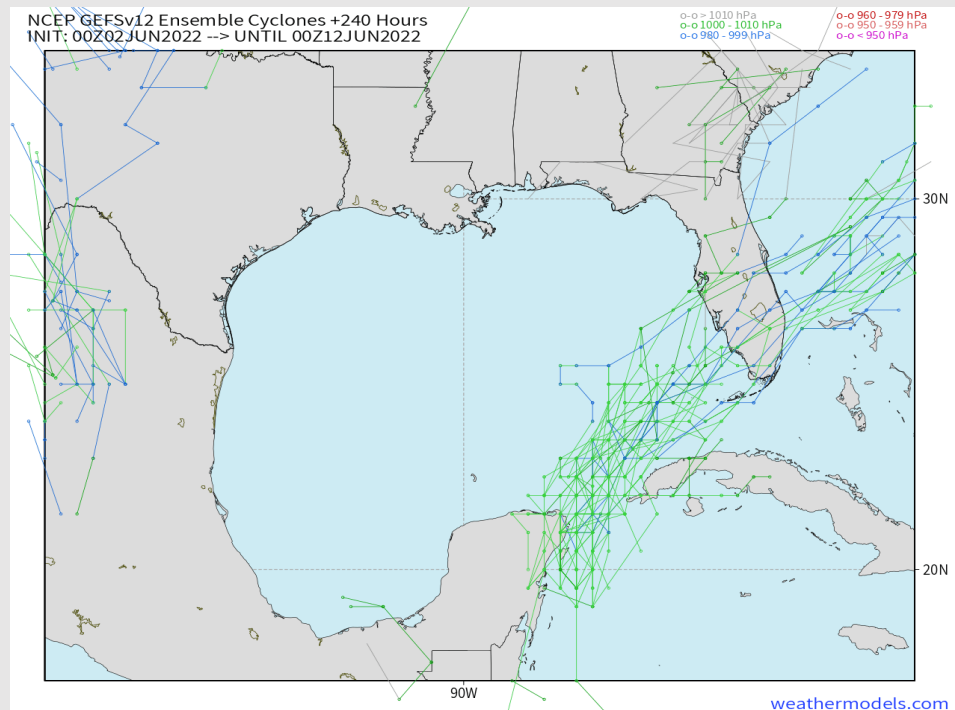 NCEP GEFSv12 Ensemble Cyclones +240 Hours
INIT: 00Z02JUN2022 --> UNTIL 00Z12JUN2022
o-o > 1010 hPa
o-o 1000 - 1010 hPa
o-o 980 - 999 hPa
o-o 960 - 979 hPa
o-o 950 - 959 hPa
o-o < 950 hPa
30N
20N
90W
weathermodels.com